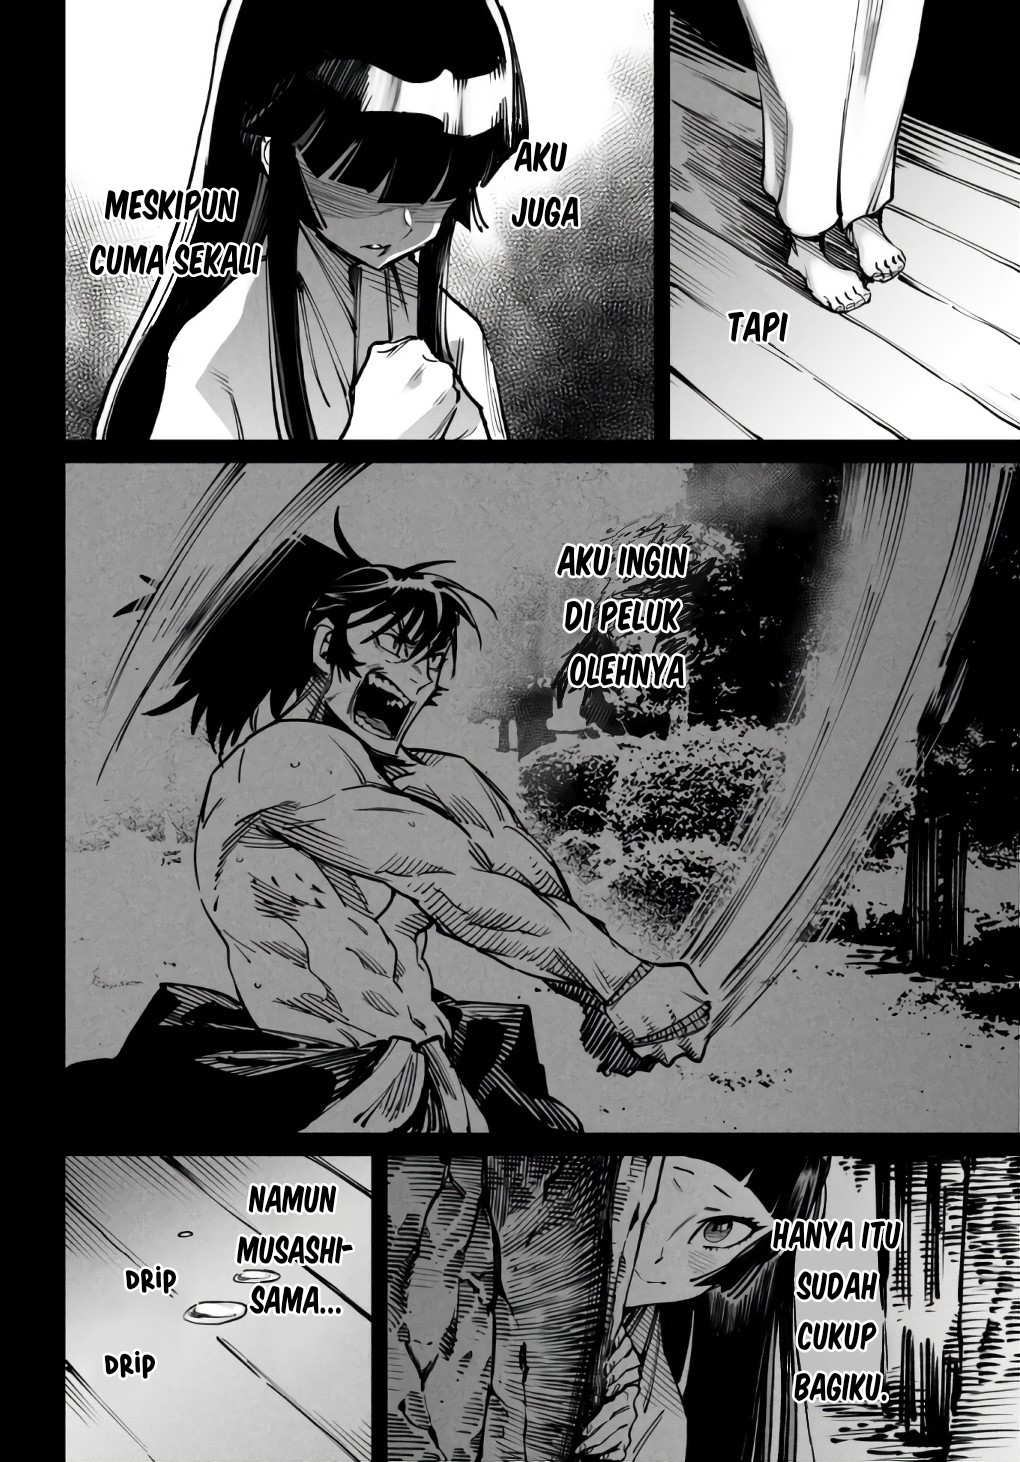 TAPI
AKU
JUGA
MESKIPUN
CUMA SEKALI
AKU INGIN
DI PELUK
OLEHNYA
HANYA ITU
SUDAH
CUKUP
BAGIKU.
NAMUN
MUSASHI-
SAMA...
DRIP
DRIP